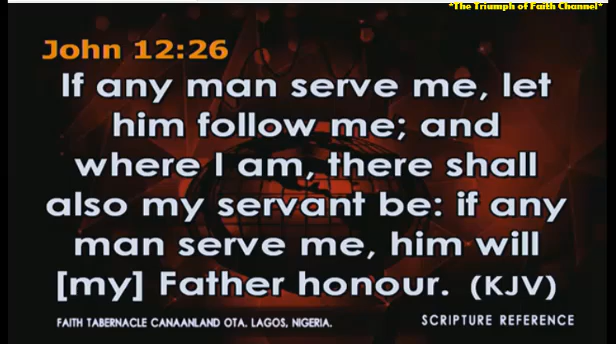 *The Triumph of Faith Channel*
John 12:26
If any man serve me, let
him follow me; and
where I am, there shall
also my servant be: if any
man serve me, him will
[my] Father honour. (KJV)
FAITH TABERNACLE CANAANLAND OTA. LAGOS, NIGERIA.
SCRIPTURE REFERENCE